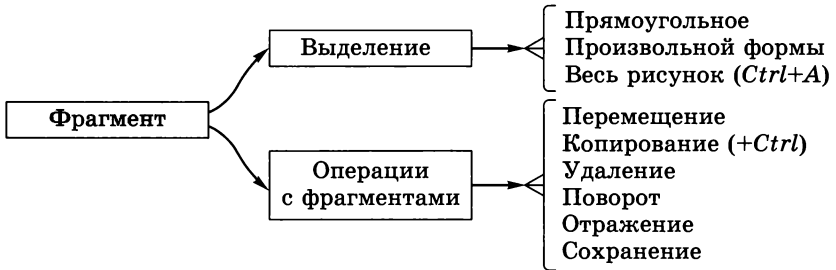 Фрагмент
Выделение
Прямоугольное
Произвольной формы
Весь рисунок (Ctrl+A)
Операции
с фрагментами
Перемещение
Копирование (+Ctrl)
Удаление
Поворот
Отражение
Сохранение